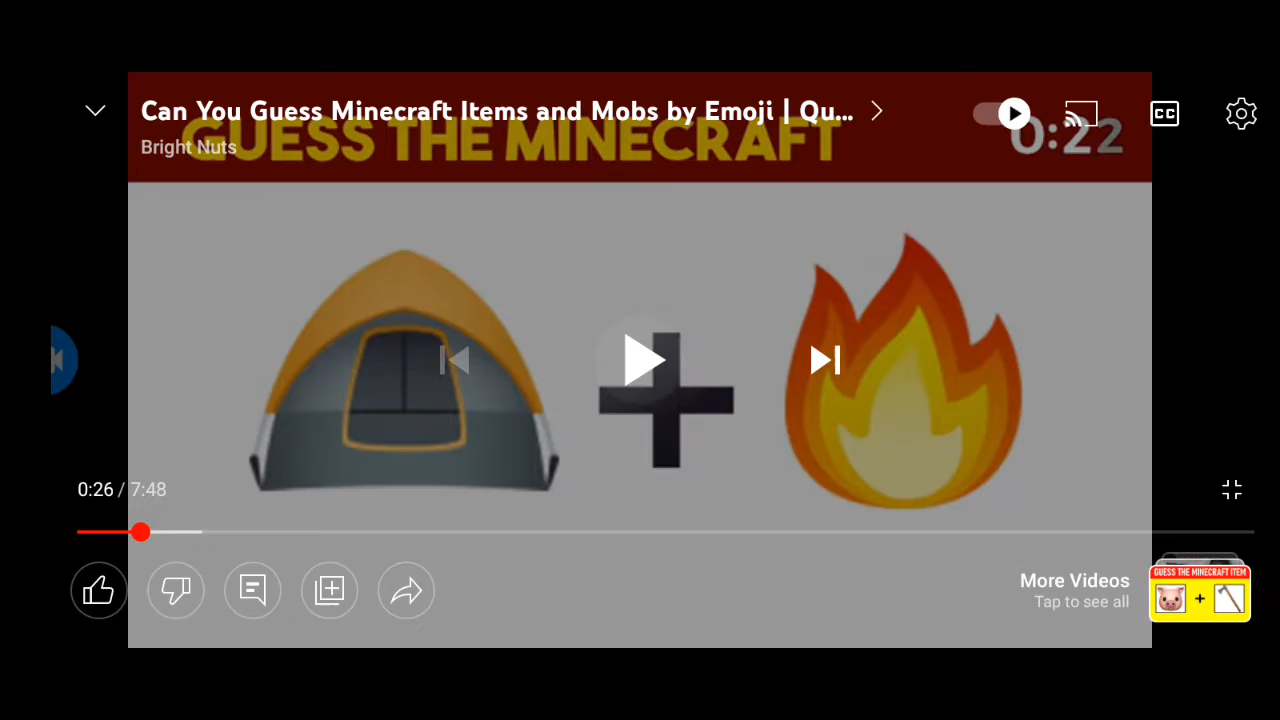 Can You Guess Minecraft Items and Mobs by Emoji | Qu...
Bright Nuts
GUESS THE MINECRAFT
0:22
CC
0:26 / 7:48
More Videos
Tap to see all
GUESS THE MINECRAFT ITEM